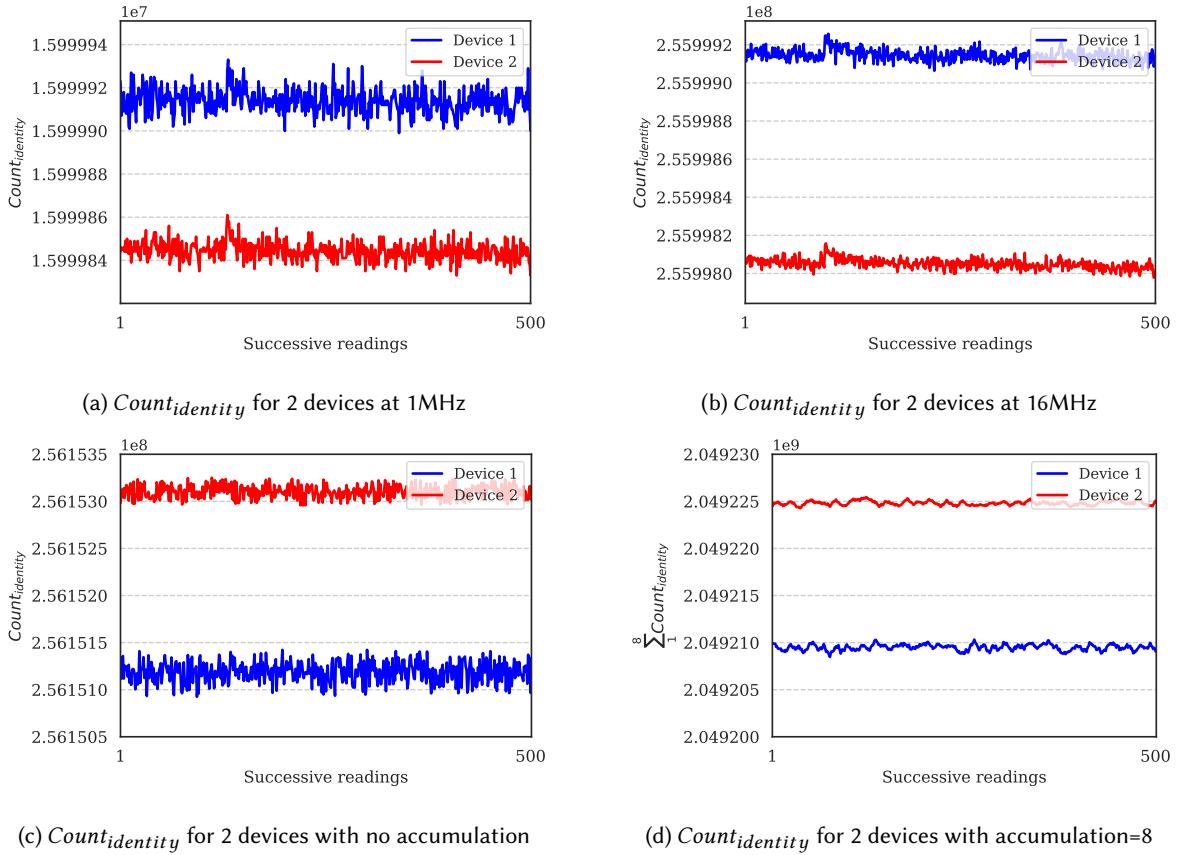 1e7
1.599994
1.599992
1.599990
1.599988
1.599986
1.599984
Count_identity
Device 1
Device 2
1
500
Successive readings
(a) Count_identity for 2 devices at 1MHz
1e8
2.559992
2.559990
2.559988
2.559986
2.559984
2.559982
2.559980
Count_identity
Device 1
Device 2
1
500
Successive readings
(b) Count_identity for 2 devices at 16MHz
1e8
2.561535
2.561530
2.561525
2.561520
2.561515
2.561510
2.561505
Count_identity
Device 1
Device 2
1
500
Successive readings
(c) Count_identity for 2 devices with no accumulation
1e9
2.049230
2.049225
2.049220
2.049215
2.049210
2.049205
2.049200
8∑1 Count_identity
Device 1
Device 2
1
500
Successive readings
(d) Count_identity for 2 devices with accumulation=8